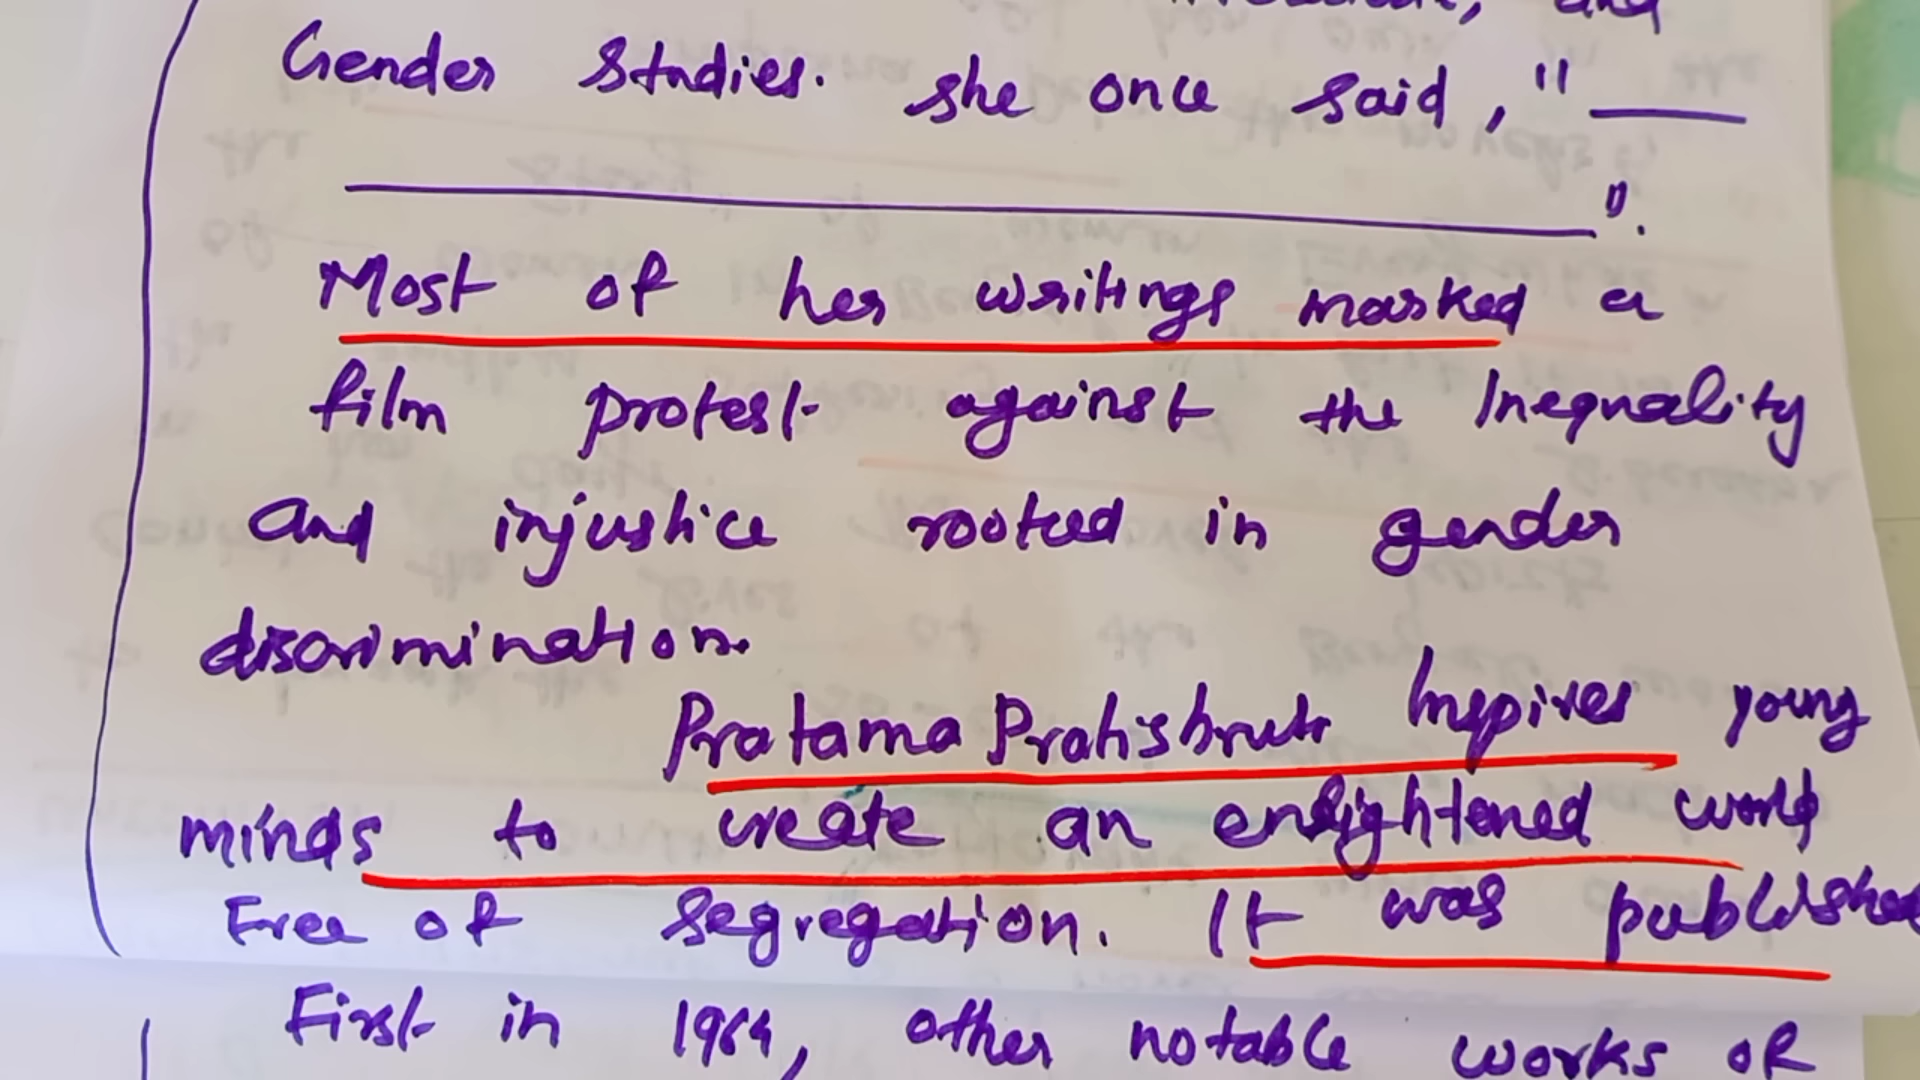 and
Gender Studies. she once said, "
".
Most of her writings marked a
film protest against the Inequality
and injustice rooted in gender
discrimination.
Pratama Pratishruti Inspires young
minds to create an enlightened world
Free of segregation. It was published
First in 1964, other notable works of